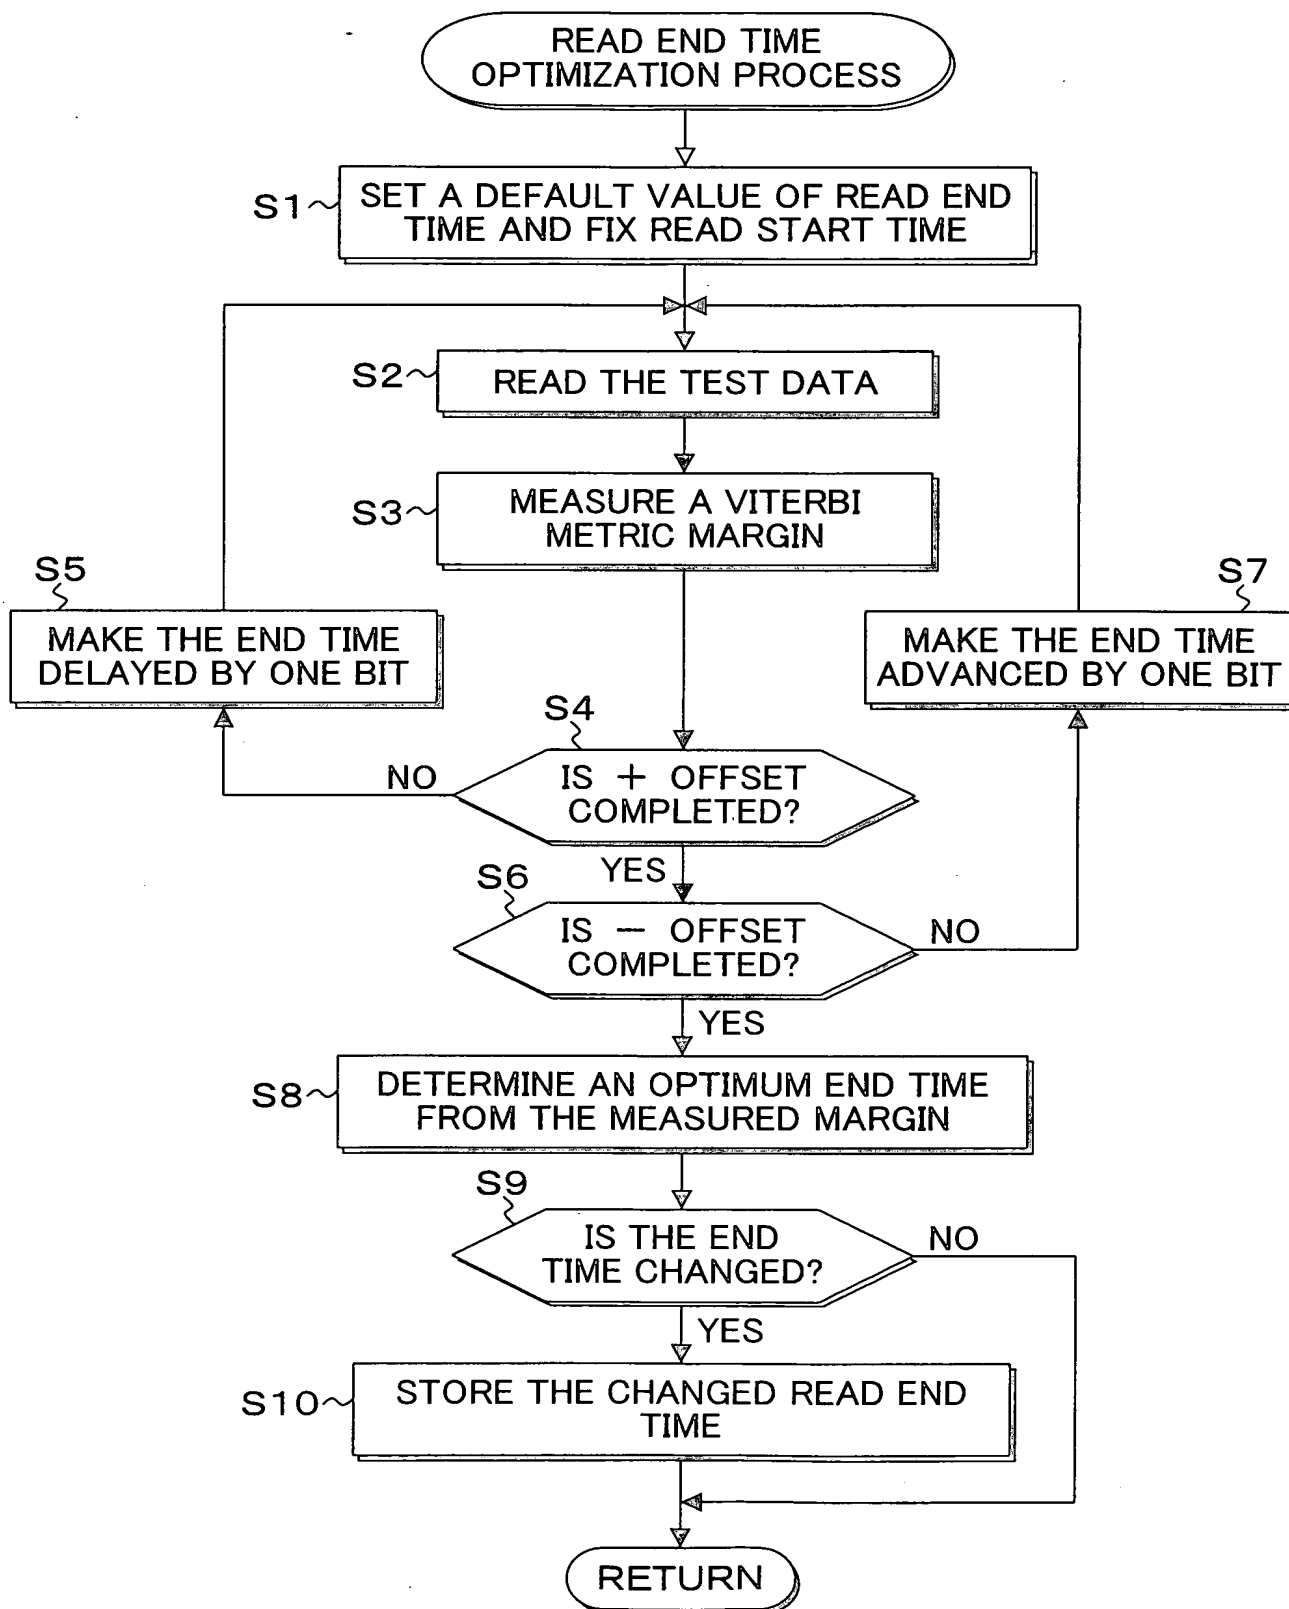 READ END TIME
OPTIMIZATION PROCESS
S1
SET A DEFAULT VALUE OF READ END
TIME AND FIX READ START TIME
S2
READ THE TEST DATA
S3
MEASURE A VITERBI
METRIC MARGIN
S5
MAKE THE END TIME
DELAYED BY ONE BIT
S7
MAKE THE END TIME
ADVANCED BY ONE BIT
S4
IS + OFFSET
COMPLETED?
NO
YES
S6
IS − OFFSET
COMPLETED?
NO
YES
S8
DETERMINE AN OPTIMUM END TIME
FROM THE MEASURED MARGIN
S9
IS THE END
TIME CHANGED?
NO
YES
S10
STORE THE CHANGED READ END
TIME
RETURN